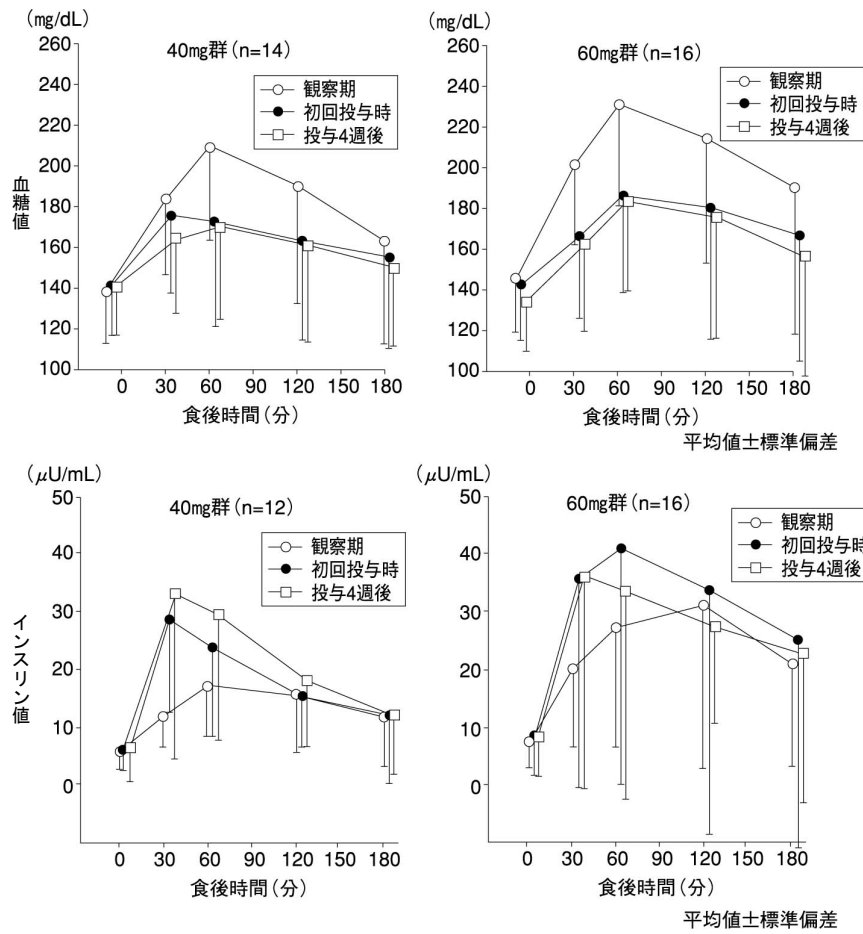 (mg/dL)
40㎎群(n=14)
260
240
220
200
180
160
140
120
100
血糖値
観察期
初回投与時
投与4週後
0 30 60 90 120 150 180
食後時間(分)
(mg/dL)
60㎎群(n=16)
260
240
220
200
180
160
140
120
100
観察期
初回投与時
投与4週後
0 30 60 90 120 150 180
食後時間(分)
平均値±標準偏差
(μU/mL)
40㎎群(n=12)
50
40
30
20
10
0
インスリン値
観察期
初回投与時
投与4週後
0 30 60 90 120 150 180
食後時間(分)
(μU/mL)
60㎎群(n=16)
50
40
30
20
10
0
観察期
初回投与時
投与4週後
0 30 60 90 120 150 180
食後時間(分)
平均値±標準偏差